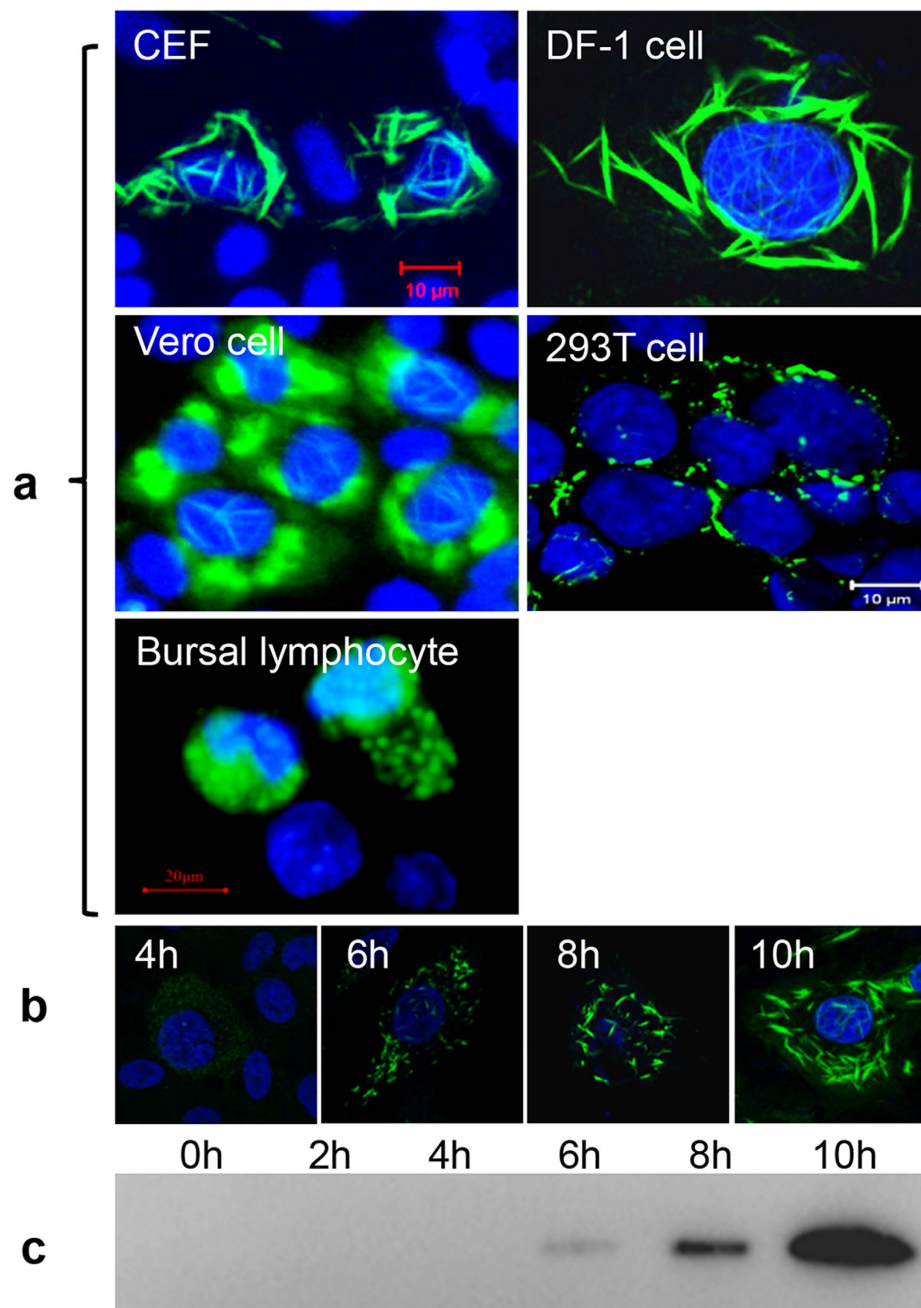 CEF
DF-1 cell
10 µm
Vero cell
293T cell
a
10 µm
Bursal lymphocyte
20µm
4h
6h
8h
10h
b
0h 2h 4h 6h 8h 10h
c